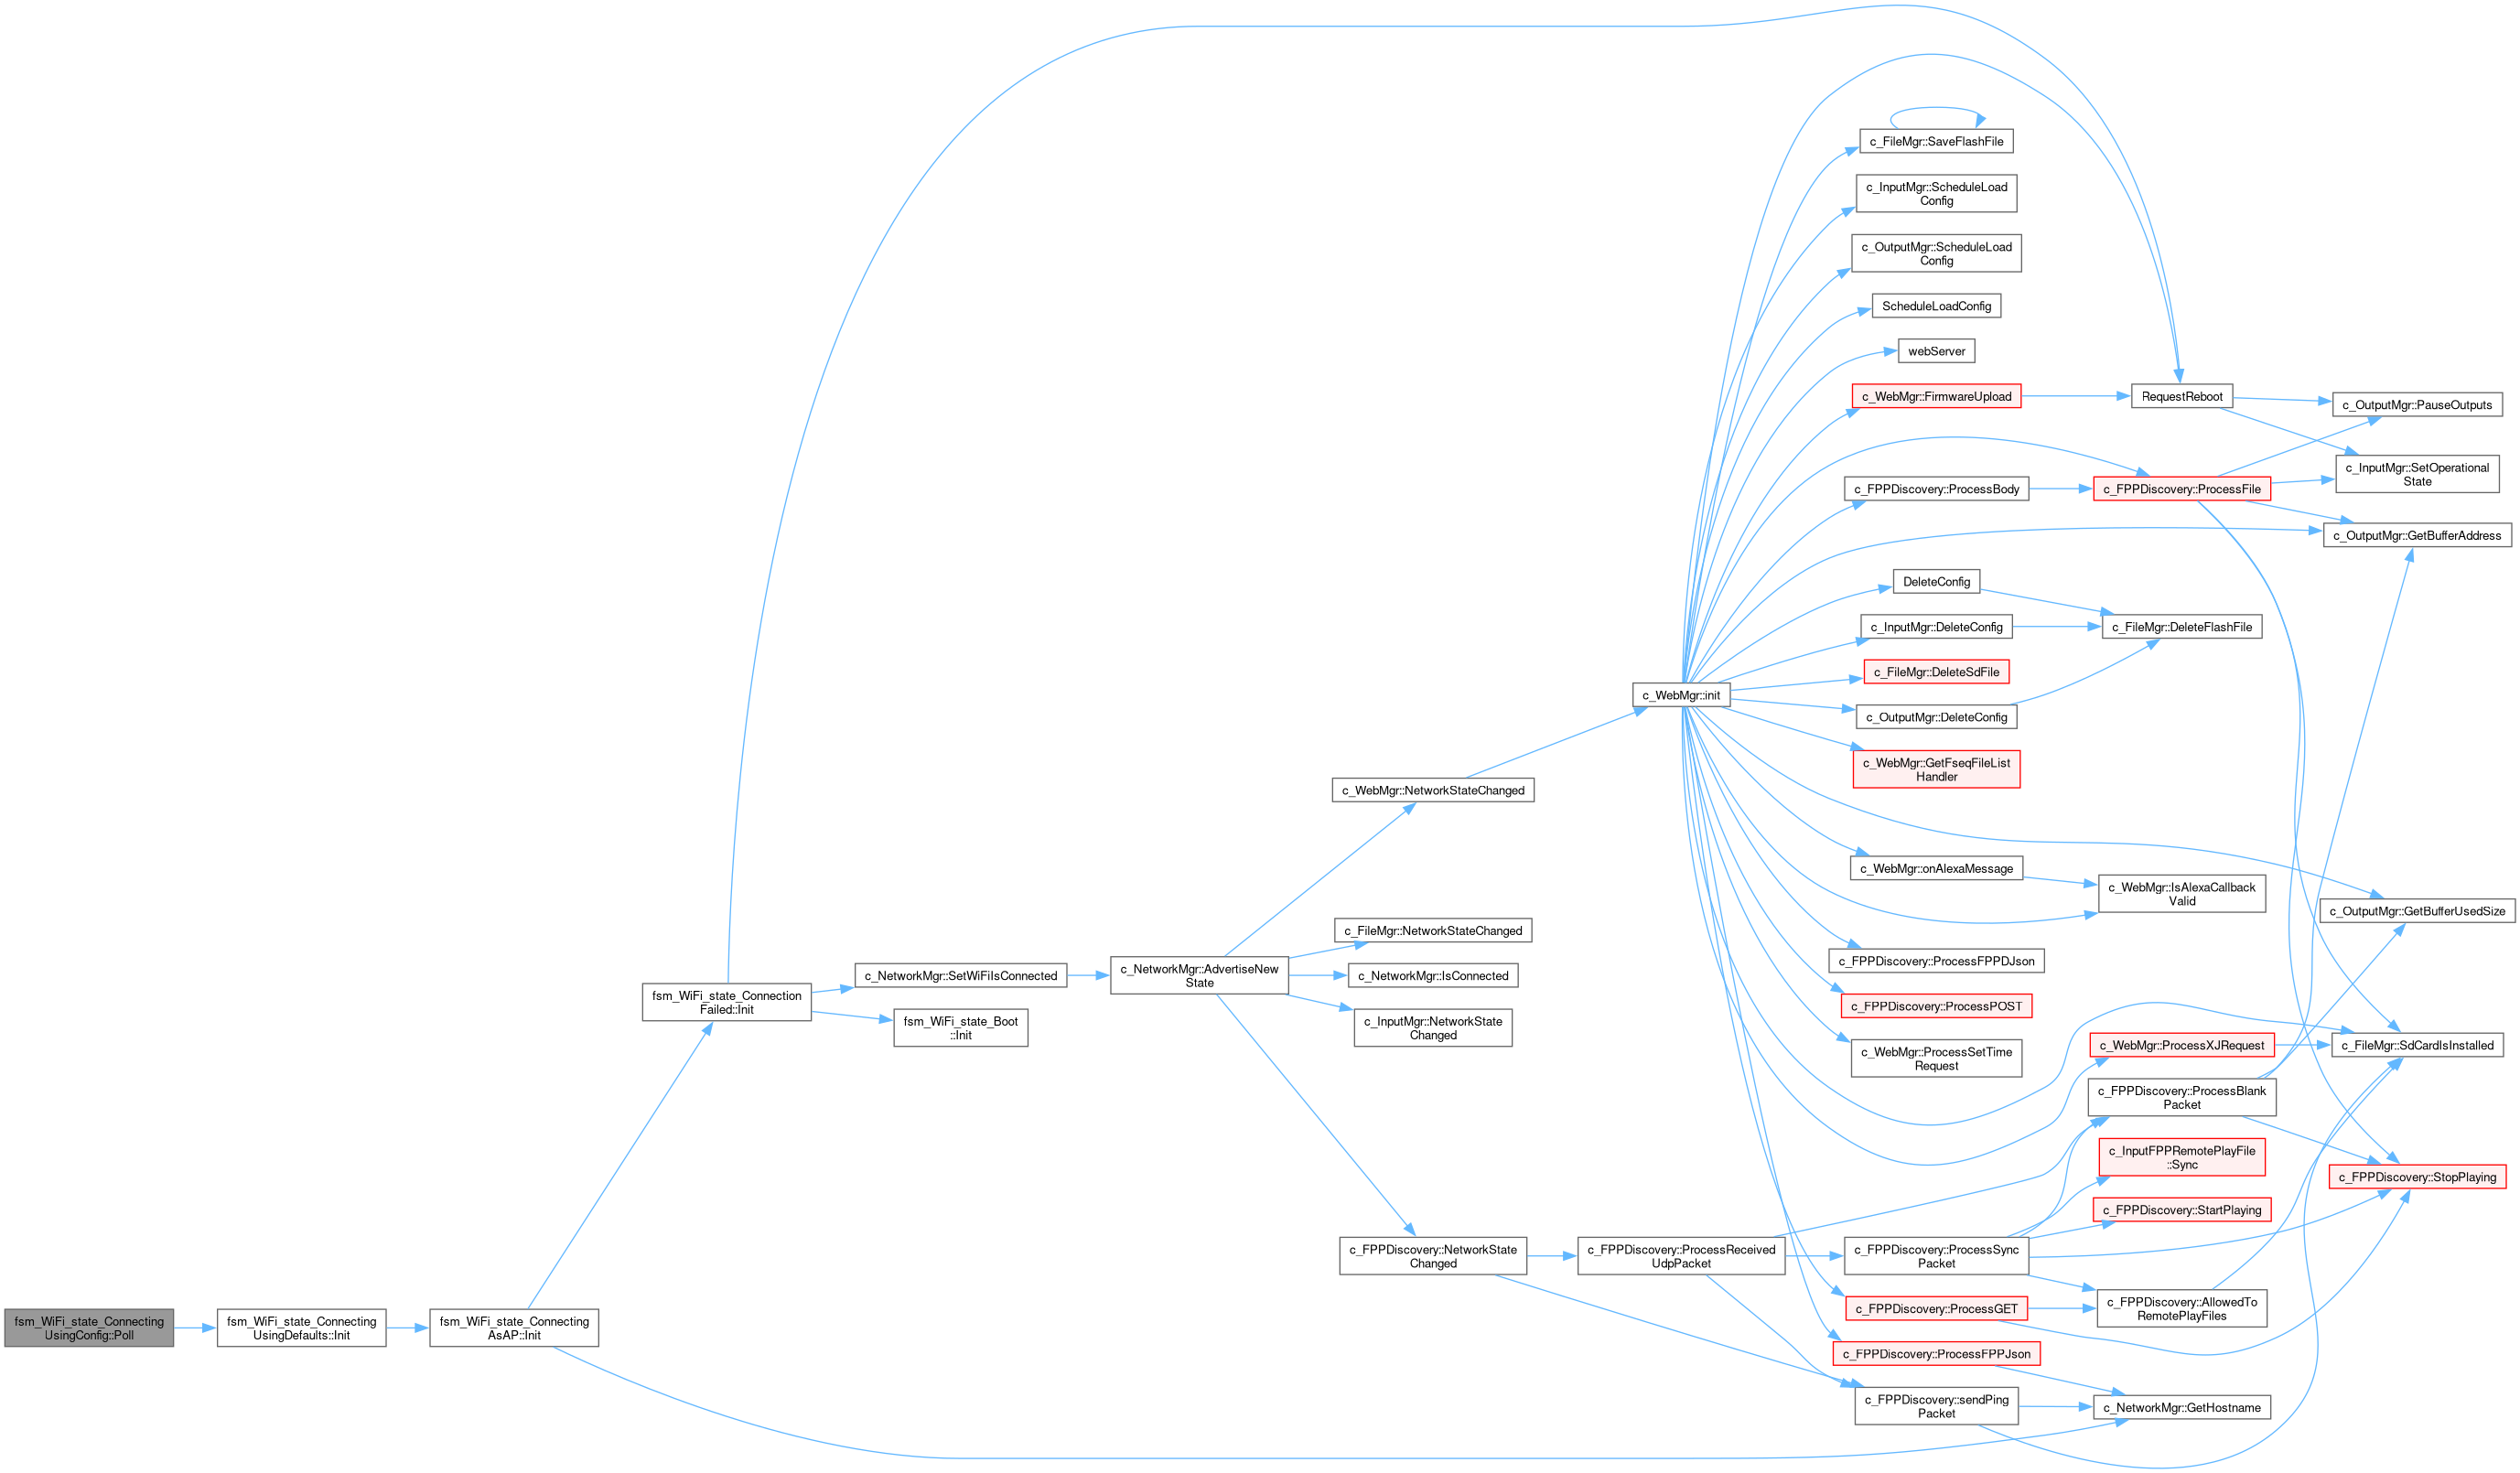 c_FileMgr::SaveFlashFile
c_InputMgr::ScheduleLoad
Config
c_OutputMgr::ScheduleLoad
Config
ScheduleLoadConfig
webServer
c_WebMgr::FirmwareUpload
RequestReboot
c_OutputMgr::PauseOutputs
c_InputMgr::SetOperational
State
c_FPPDiscovery::ProcessBody
c_FPPDiscovery::ProcessFile
c_OutputMgr::GetBufferAddress
DeleteConfig
c_InputMgr::DeleteConfig
c_FileMgr::DeleteFlashFile
c_FileMgr::DeleteSdFile
c_WebMgr::init
c_OutputMgr::DeleteConfig
c_WebMgr::GetFseqFileList
Handler
c_WebMgr::NetworkStateChanged
c_WebMgr::onAlexaMessage
c_WebMgr::IsAlexaCallback
Valid
c_OutputMgr::GetBufferUsedSize
c_FileMgr::NetworkStateChanged
c_FPPDiscovery::ProcessFPPDJson
c_NetworkMgr::SetWiFiIsConnected
c_NetworkMgr::AdvertiseNew
State
c_NetworkMgr::IsConnected
fsm_WiFi_state_Connection
Failed::Init
c_FPPDiscovery::ProcessPOST
fsm_WiFi_state_Boot
::Init
c_InputMgr::NetworkState
Changed
c_WebMgr::ProcessSetTime
Request
c_WebMgr::ProcessXJRequest
c_FileMgr::SdCardIsInstalled
c_FPPDiscovery::ProcessBlank
Packet
c_InputFPPRemotePlayFile
::Sync
c_FPPDiscovery::StopPlaying
c_FPPDiscovery::StartPlaying
c_FPPDiscovery::NetworkState
Changed
c_FPPDiscovery::ProcessReceived
UdpPacket
c_FPPDiscovery::ProcessSync
Packet
c_FPPDiscovery::ProcessGET
c_FPPDiscovery::AllowedTo
RemotePlayFiles
fsm_WiFi_state_Connecting
UsingConfig::Poll
fsm_WiFi_state_Connecting
UsingDefaults::Init
fsm_WiFi_state_Connecting
AsAP::Init
c_FPPDiscovery::ProcessFPPJson
c_FPPDiscovery::sendPing
Packet
c_NetworkMgr::GetHostname